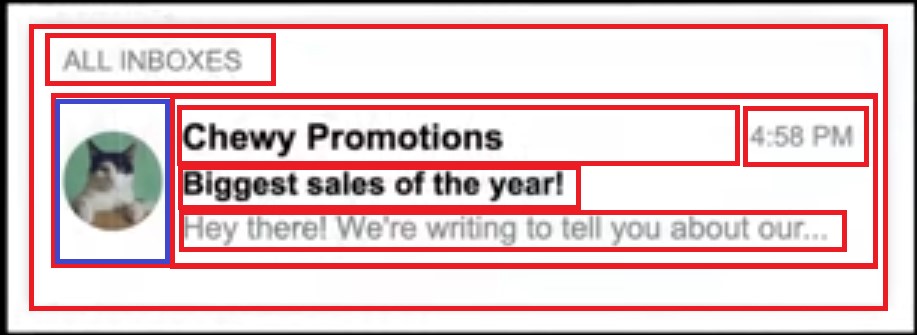 ALL INBOXES
Chewy Promotions 4:58 PM
Biggest sales of the year!
Hey there! We're writing to tell you about our...